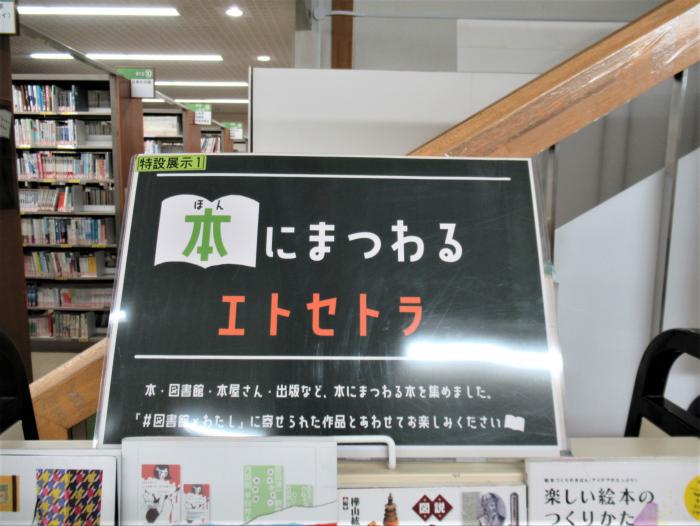 特設展示1
ほん
本にまつわる
エトセトラ
本・図書館・本屋さん・出版など、本にまつわる本を集めました。
「#図書館とわたし」に寄せられた作品とあわせてお楽しみください
樺山紘
図説
楽しい絵本の
つくりかた